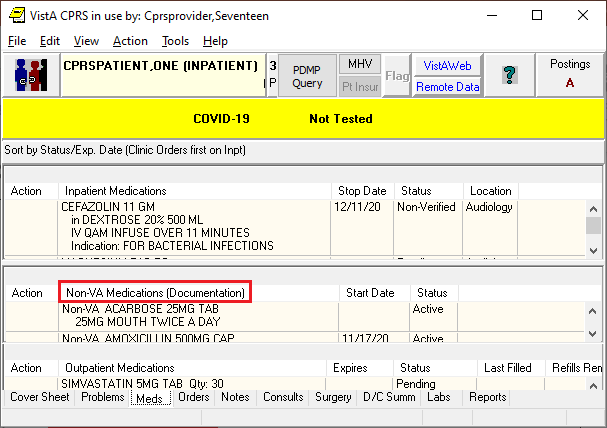 VistA CPRS in use by: Cprsprovider,Seventeen
File Edit View Action Tools Help
CPRSPATIENT,ONE (INPATIENT) 3 P
PDMP Query
MHV
Pt Insur
Flag
VistAWeb
Remote Data
?
Postings
A
COVID-19 Not Tested
Sort by Status/Exp. Date (Clinic Orders first on Inpt)
Action Inpatient Medications Stop Date Status Location
CEFAZOLIN 11 GM 12/11/20 Non-Verified Audiology
in DEXTROSE 20% 500 ML
IV QAM INFUSE OVER 11 MINUTES
Indication: FOR BACTERIAL INFECTIONS
Action Non-VA Medications (Documentation) Start Date Status
Non-VA ACARBOSE 25MG TAB Active
25MG MOUTH TWICE A DAY
Non-VA AMOXICILLIN 500MG CAP 11/17/20 Active
Action Outpatient Medications Expires Status Last Filled Refills Rem
SIMVASTATIN 5MG TAB Qty: 30 Pending
Cover Sheet Problems Meds Orders Notes Consults Surgery D/C Summ Labs Reports